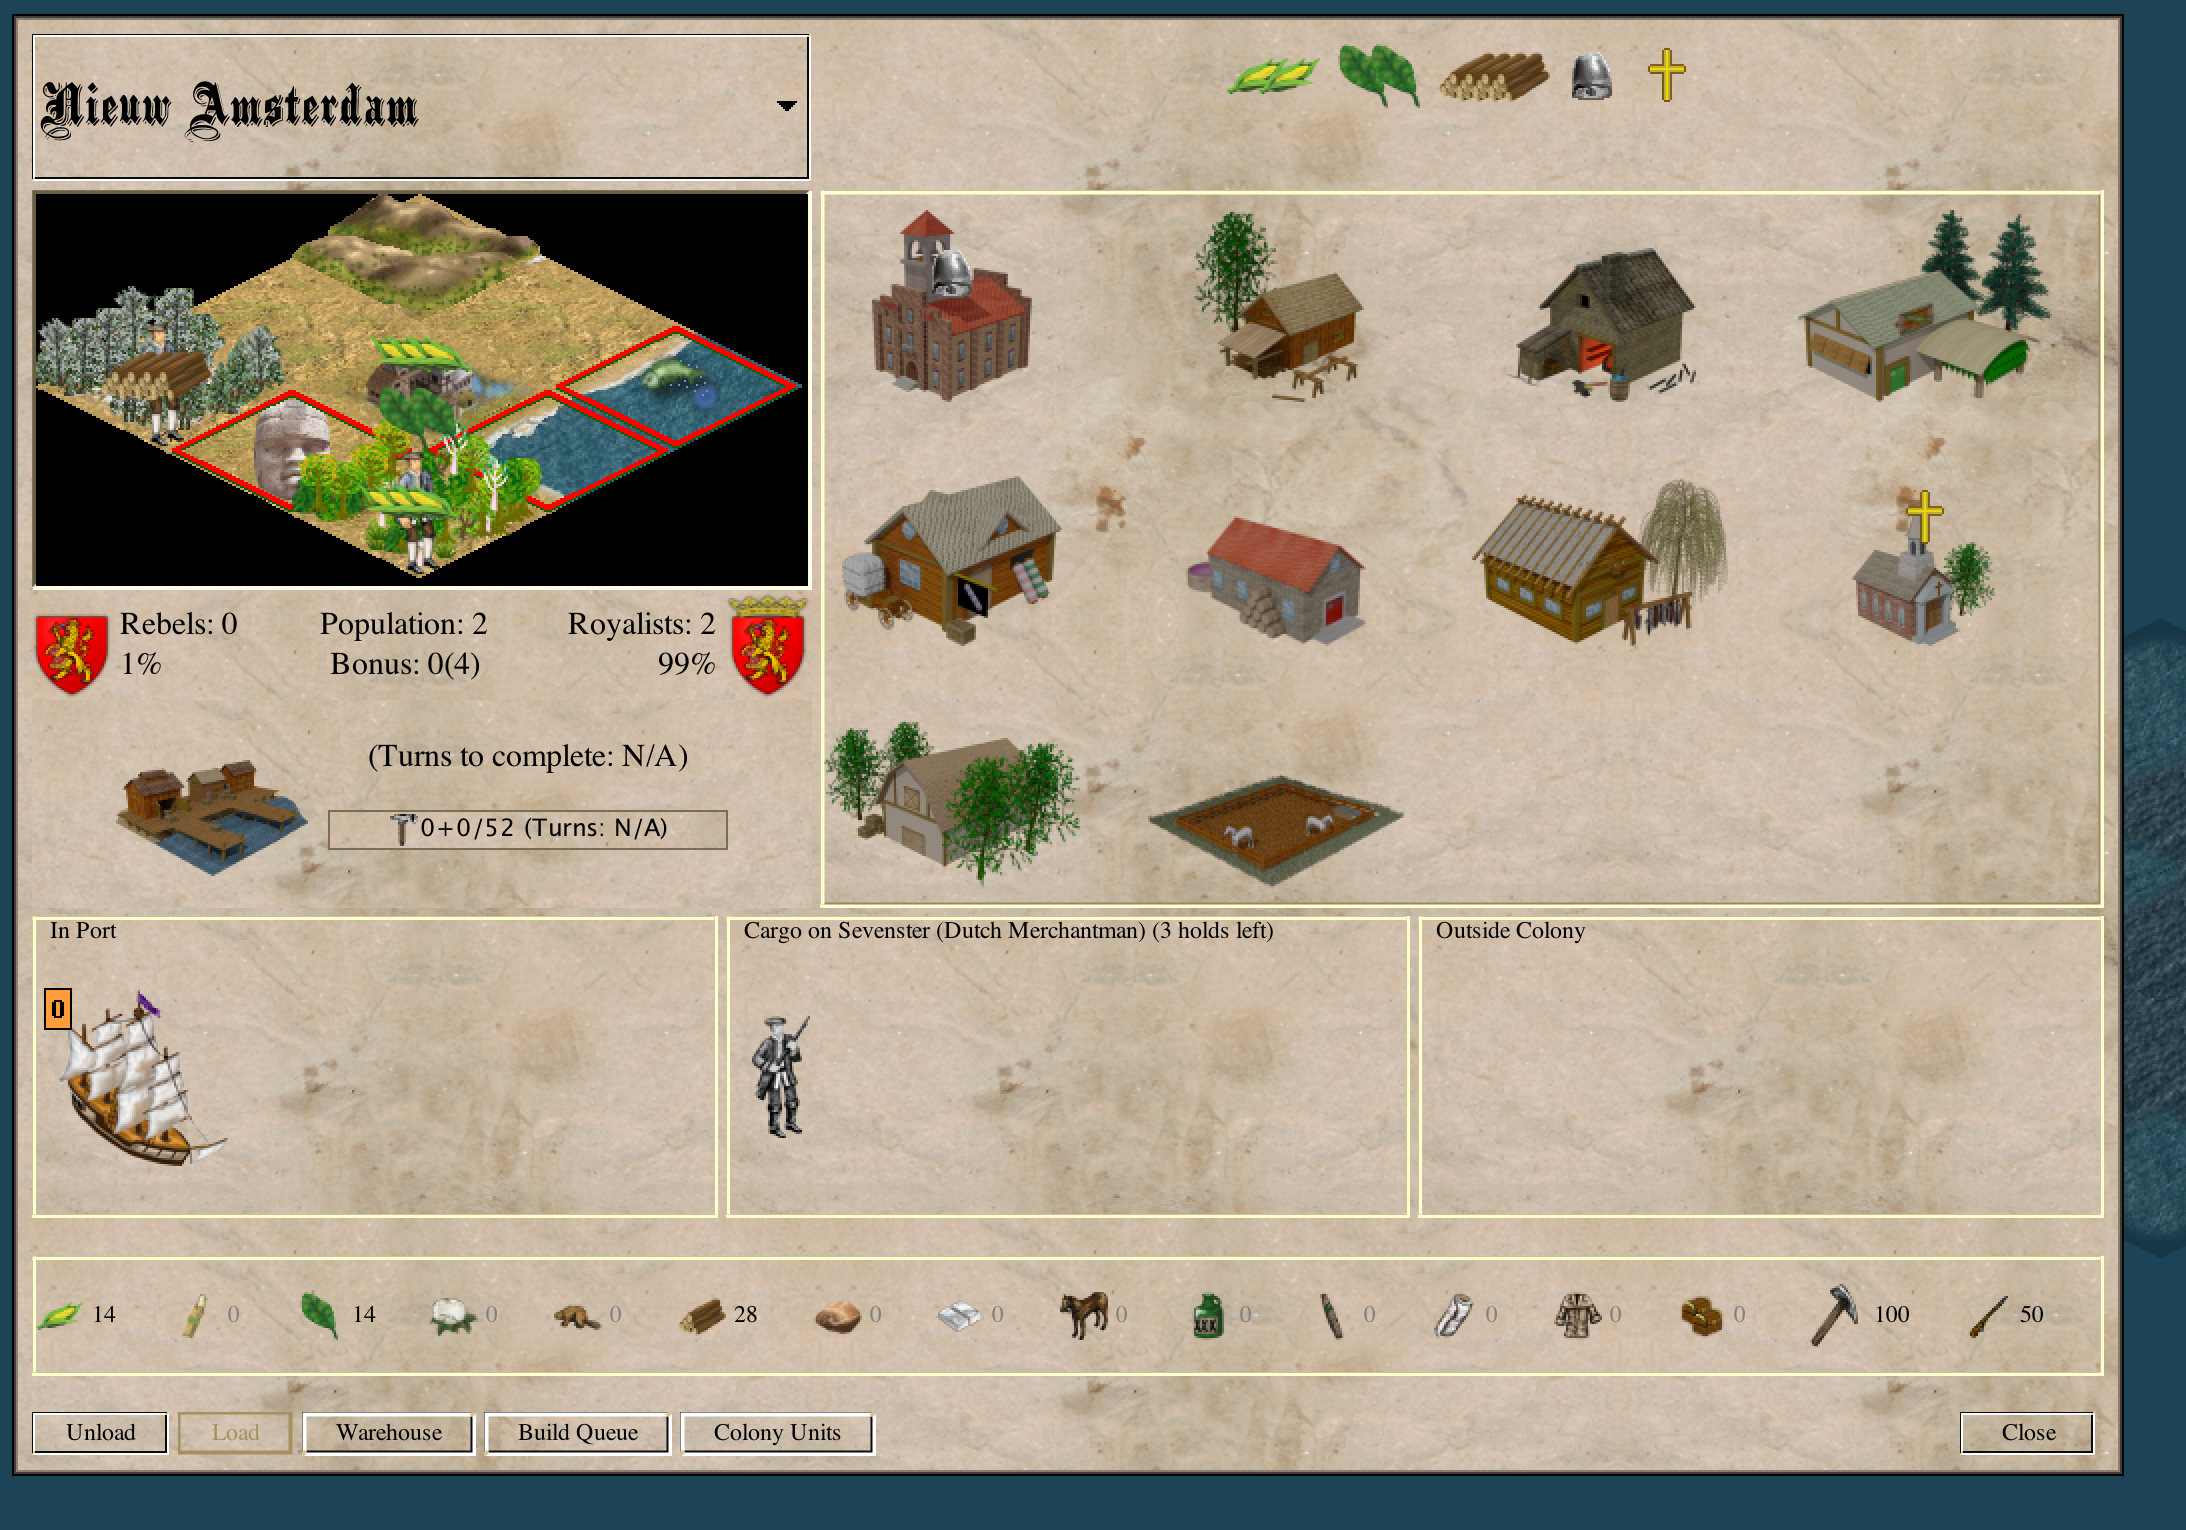 Nieuw Amsterdam
Rebels: 0
Population: 2
Royalists: 2
1%
Bonus: 0(4)
99%
(Turns to complete: N/A)
0+0/52 (Turns: N/A)
In Port
Cargo on Sevenster (Dutch Merchantman) (3 holds left)
Outside Colony
0
14
0
14
0
0
28
0
0
0
XXX
0
0
0
0
0
100
50
Unload
Load
Warehouse
Build Queue
Colony Units
Close